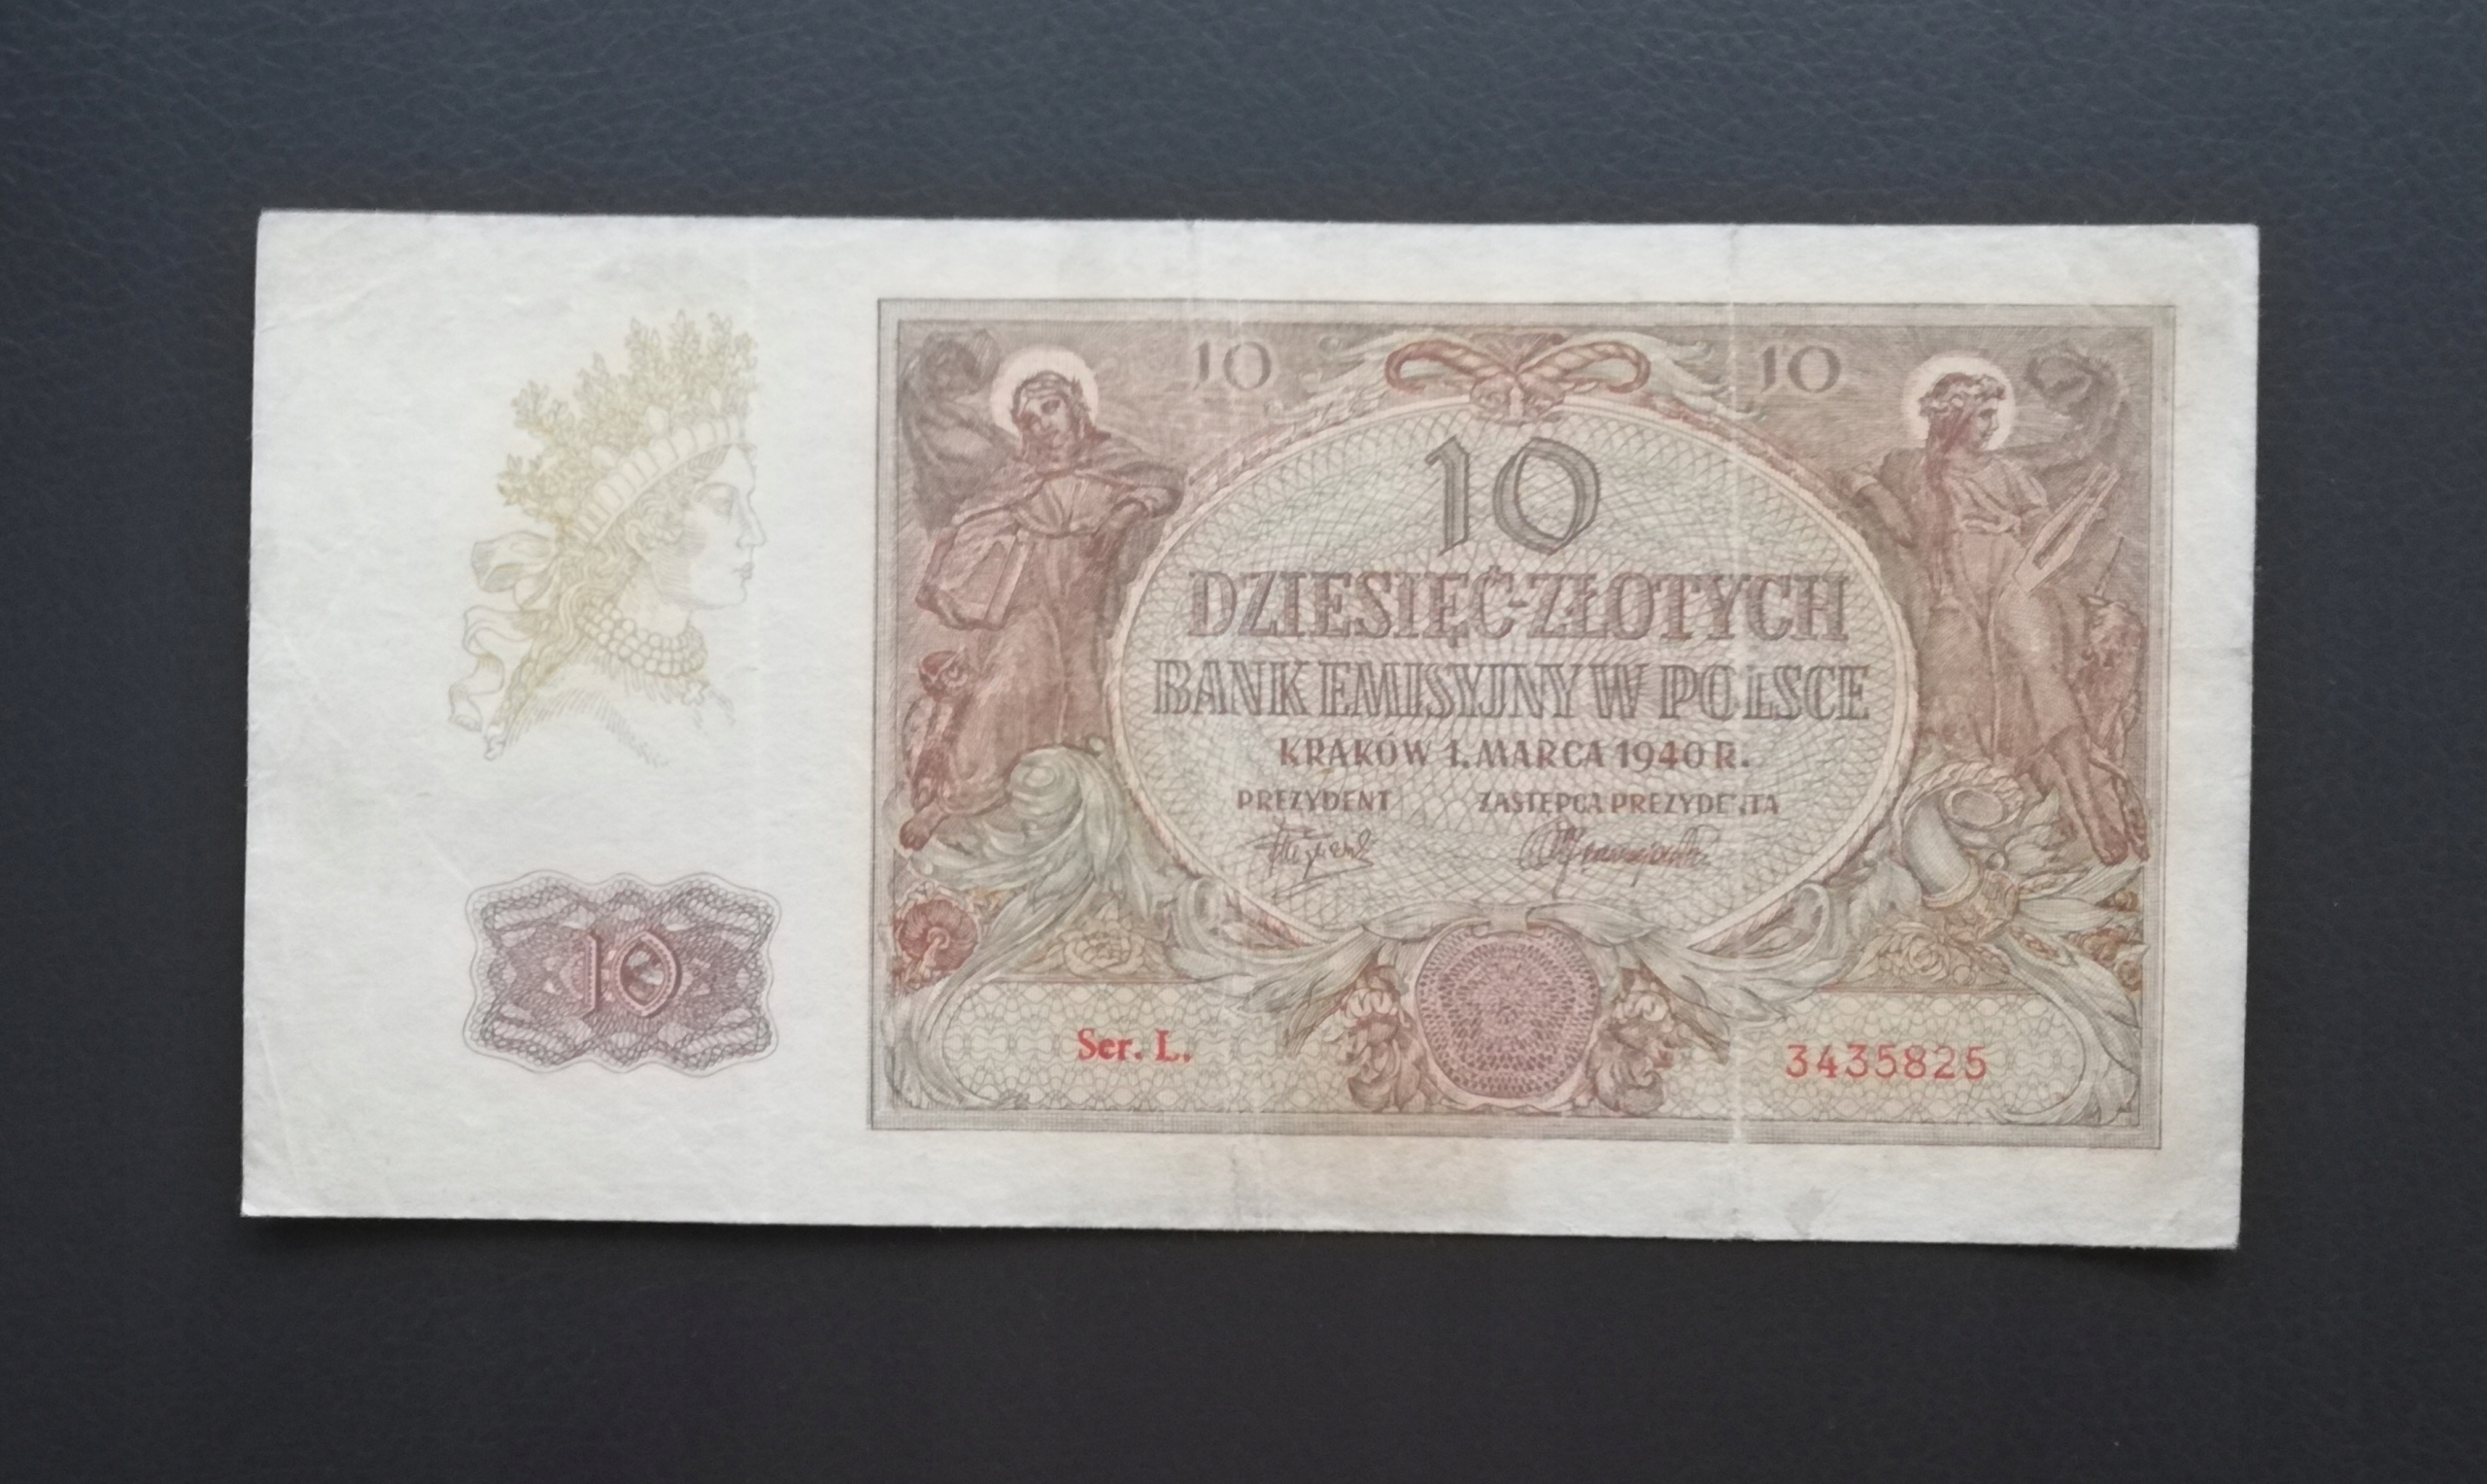 10 10
10
DZIESIĘĆ-ZŁOTYCH
BANK EMISYJNY W POLSCE
KRAKÓW 1. MARCA 1940 R.
PREZYDENT ZASTĘPCA PREZYDENTA
10
Ser. L. 3435825